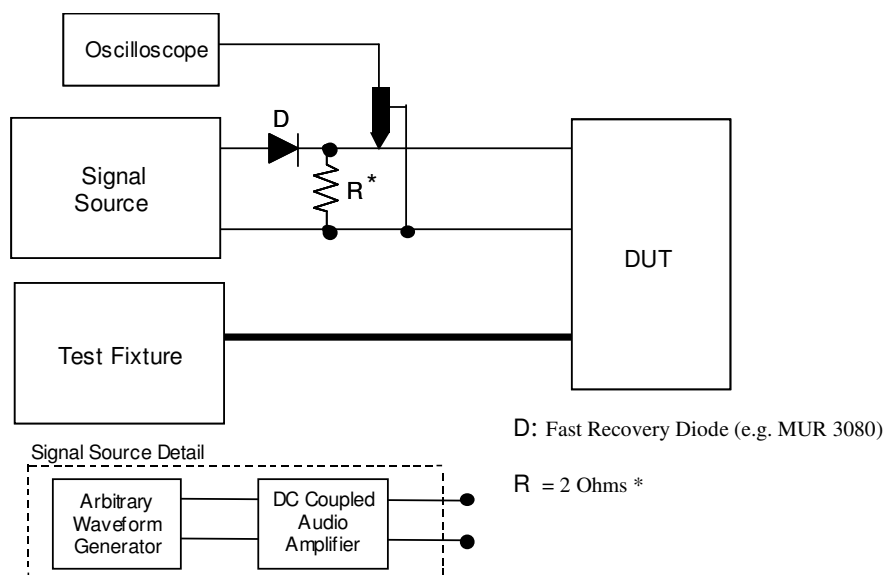 Oscilloscope
D
Signal
Source
R*
DUT
Test Fixture
D: Fast Recovery Diode (e.g. MUR 3080)
Signal Source Detail
R = 2 Ohms *
Arbitrary
Waveform
Generator
DC Coupled
Audio
Amplifier